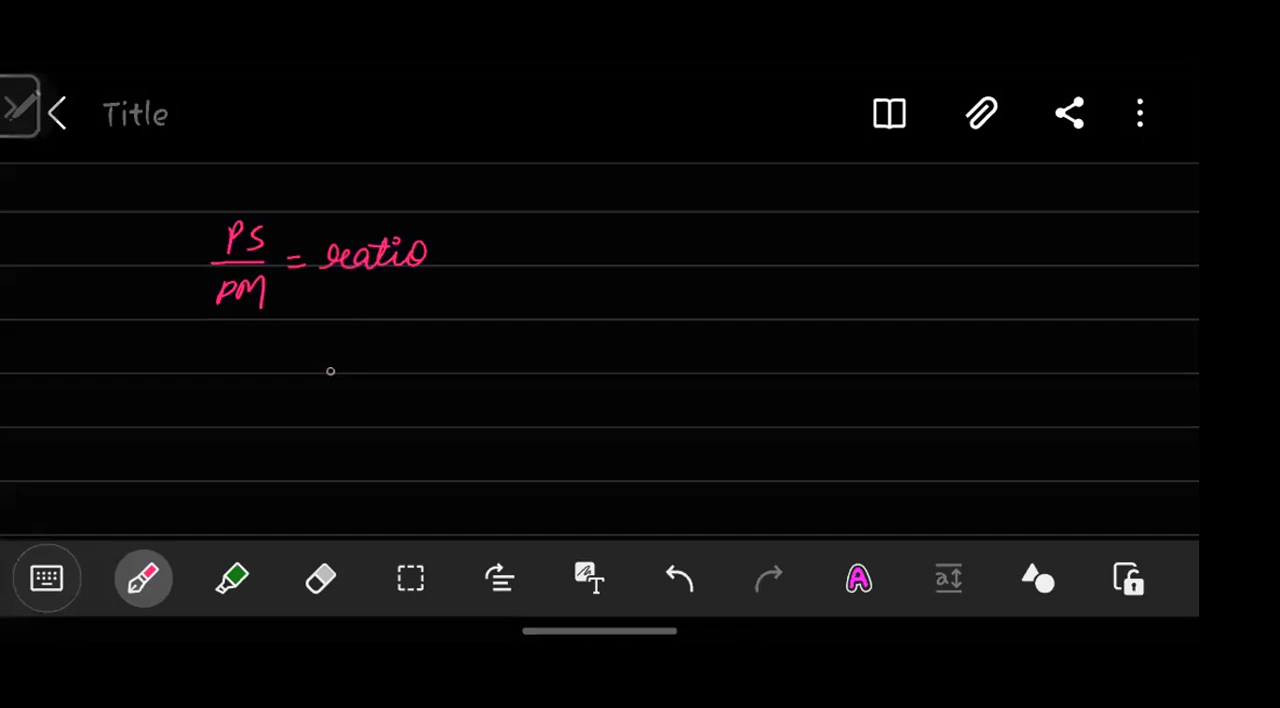 Title
PS
PM
= ratio